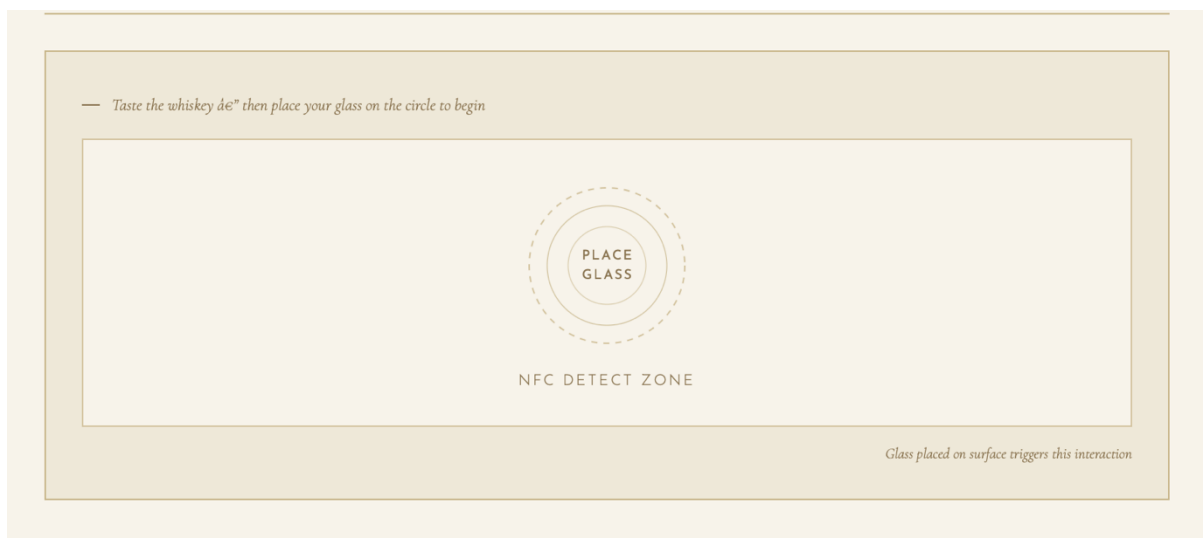 Taste the whiskey â€” then place your glass on the circle to begin
PLACE
GLASS
NFC DETECT ZONE
Glass placed on surface triggers this interaction